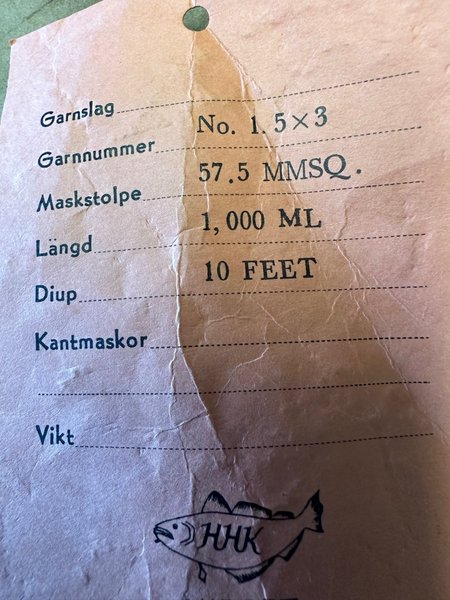 Garnslag
Garnnummer No. 1.5×3
Maskstolpe 57.5 MMSQ.
Längd 1,000 ML
Diup 10 FEET
Kantmaskor
Vikt
HHK